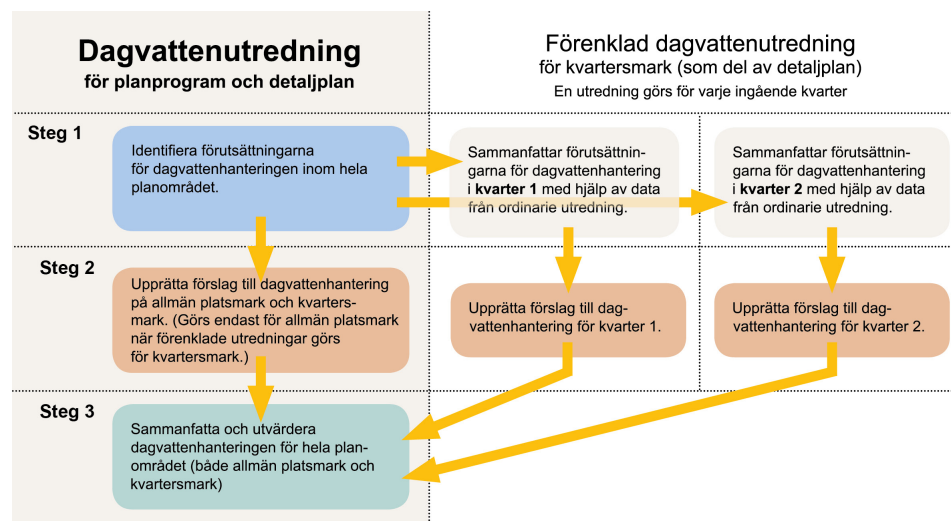 Dagvattenutredning
för planprogram och detaljplan
Förenklad dagvattenutredning
för kvartersmark (som del av detaljplan)
En utredning görs för varje ingående kvarter
Steg 1
Identifiera förutsättningarna
för dagvattenhanteringen inom hela
planområdet.
Sammanfattar förutsättnin-
garna för dagvattenhantering
i kvarter 1 med hjälp av data
från ordinarie utredning.
Sammanfattar förutsättnin-
garna för dagvattenhantering
i kvarter 2 med hjälp av data
från ordinarie utredning.
Steg 2
Upprätta förslag till dagvattenhantering
på allmän platsmark och kvarters-
mark. (Görs endast för allmän platsmark
när förenklade utredningar görs
för kvartersmark.)
Upprätta förslag till dag-
vattenhantering för kvarter 1.
Upprätta förslag till dag-
vattenhantering för kvarter 2.
Steg 3
Sammanfatta och utvärdera
dagvattenhanteringen för hela plan-
området (både allmän platsmark och
kvartersmark)